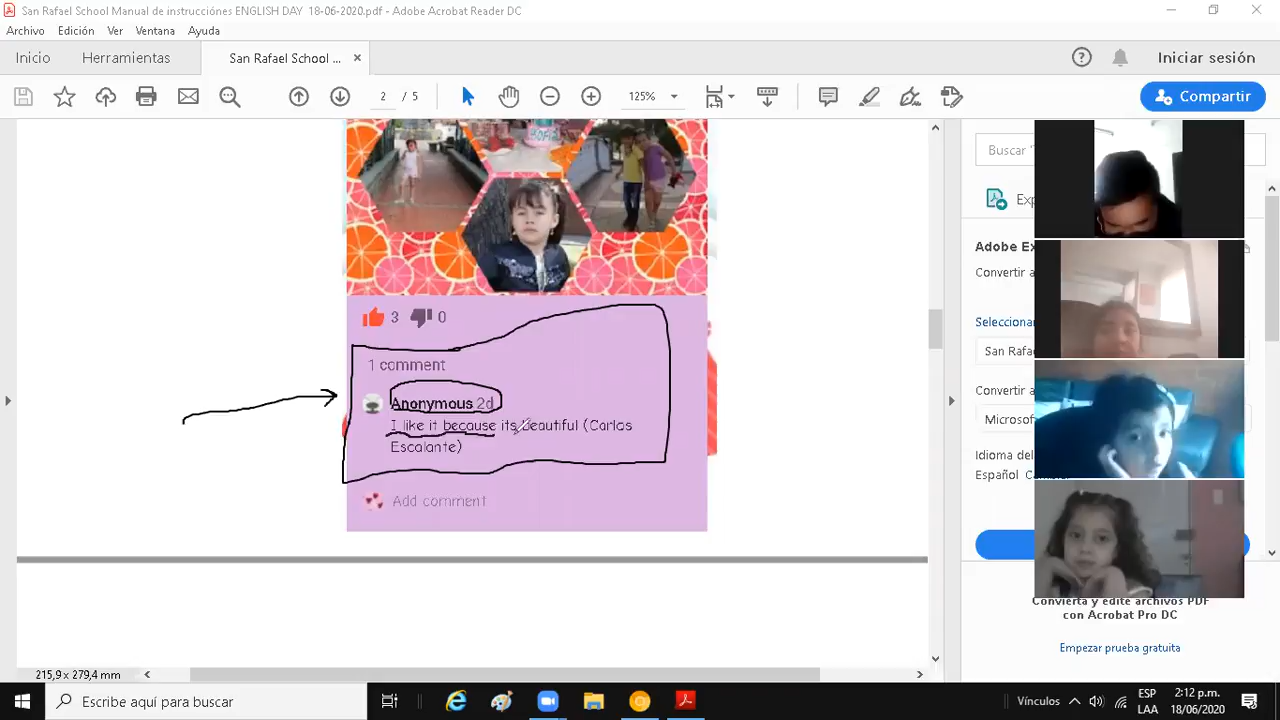 San Rafael School Manual de instrucciónes ENGLISH DAY 18-06-2020.pdf - Adobe Acrobat Reader DC
Archivo Edición Ver Ventana Ayuda
Inicio Herramientas San Rafael School ... × Iniciar sesión
2 / 5 125% Compartir
Buscar
Adobe Ex
Convertir a
3 0
Seleccionar
1 comment
San Rafa
Anonymous 2d
Convertir a
I like it because its beautiful (Carlos
Microsof
Escalante)
Idioma del
Español
Add comment
Convierta y edite archivos PDF
con Acrobat Pro DC
Empezar prueba gratuita
215,9 x 279,4 mm
Escribe aquí para buscar
Vínculos
ESP
LAA
2:12 p.m.
18/06/2020